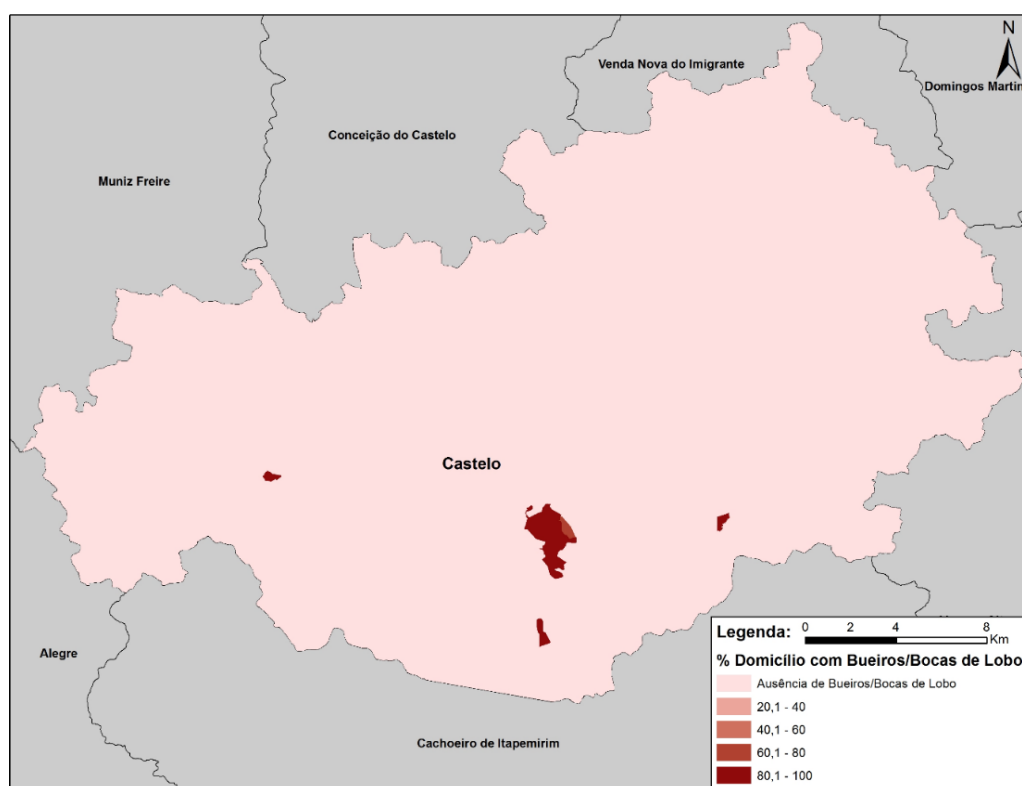 N
Venda Nova do Imigrante
Domingos Martin
Conceição do Castelo
Muniz Freire
Castelo
Alegre
Cachoeiro de Itapemirim
Legenda: 0 2 4 8
Km
% Domicílio com Bueiros/Bocas de Lobo
Ausência de Bueiros/Bocas de Lobo
20,1 - 40
40,1 - 60
60,1 - 80
80,1 - 100